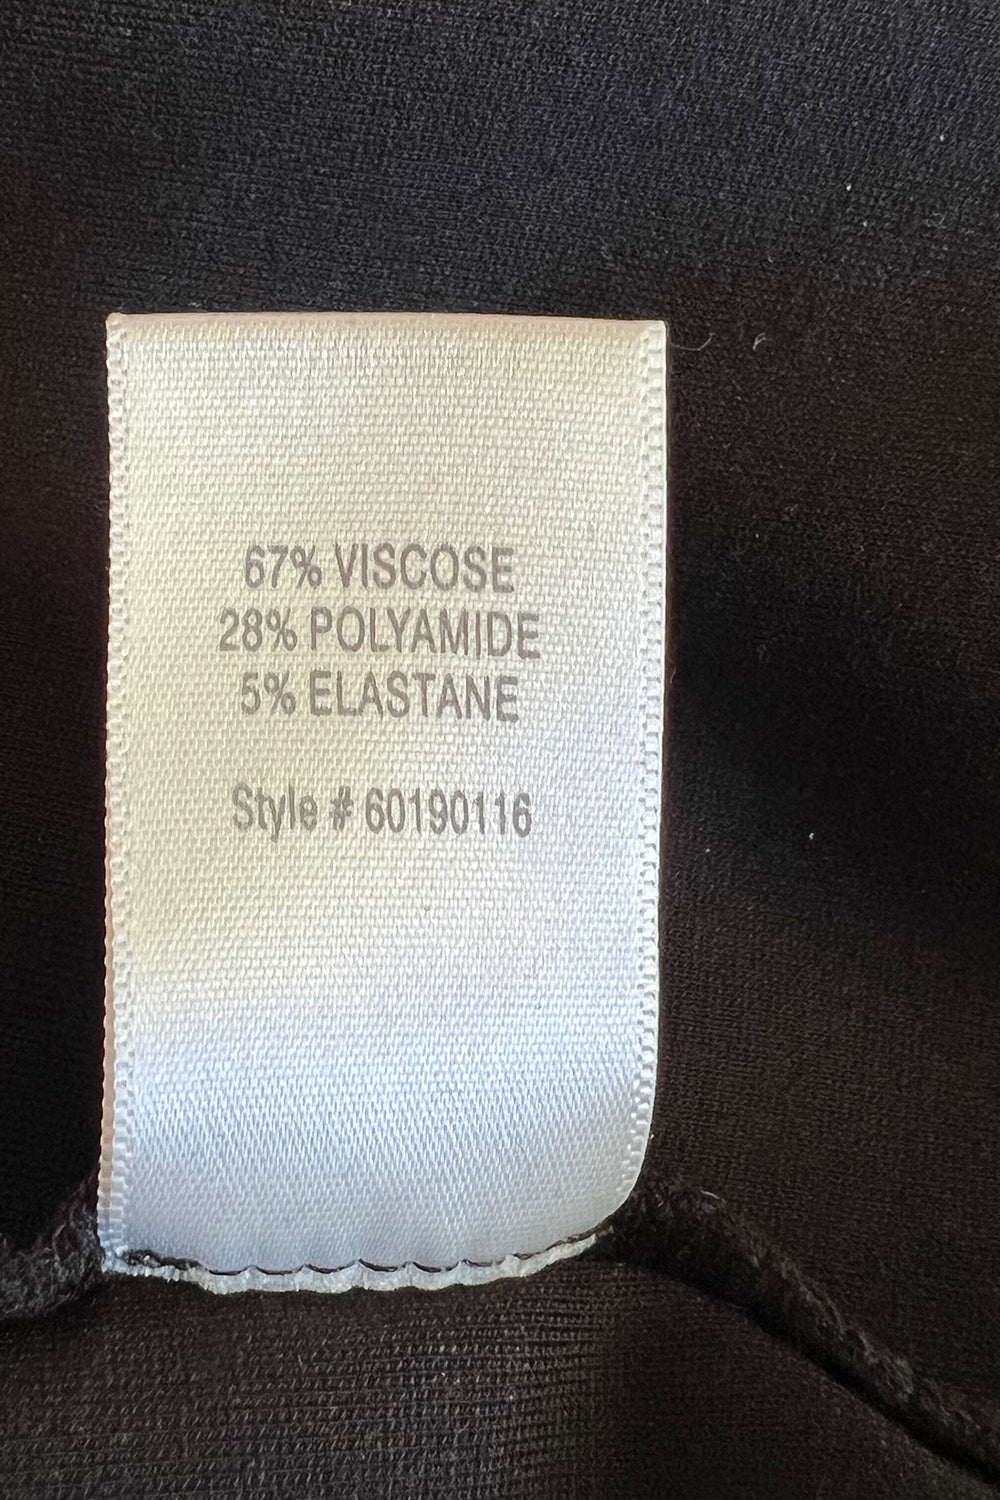 67% VISCOSE
28% POLYAMIDE
5% ELASTANE
Style # 60190116